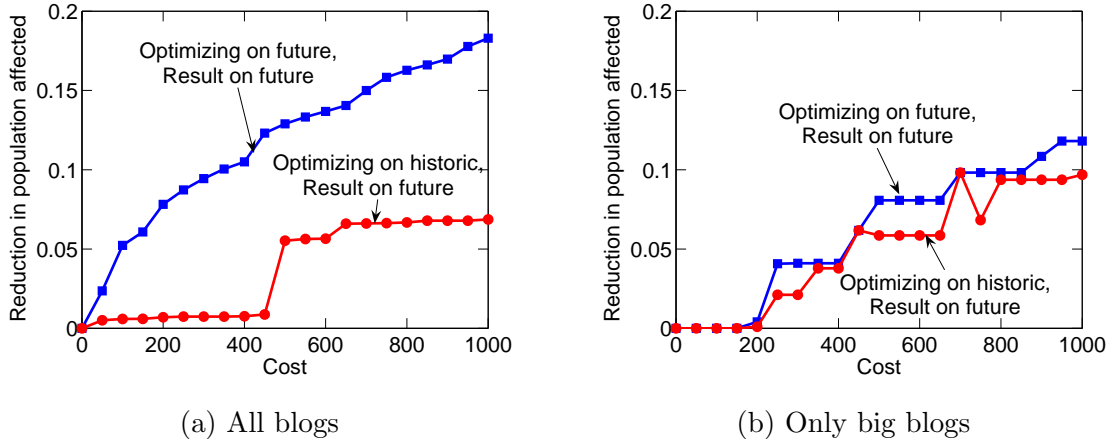 Reduction in population affected
0.2
0.15
0.1
0.05
0
0 200 400 600 800 1000
Cost
Optimizing on future,
Result on future
Optimizing on historic,
Result on future
(a) All blogs
Reduction in population affected
0.2
0.15
0.1
0.05
0
0 200 400 600 800 1000
Cost
Optimizing on future,
Result on future
Optimizing on historic,
Result on future
(b) Only big blogs